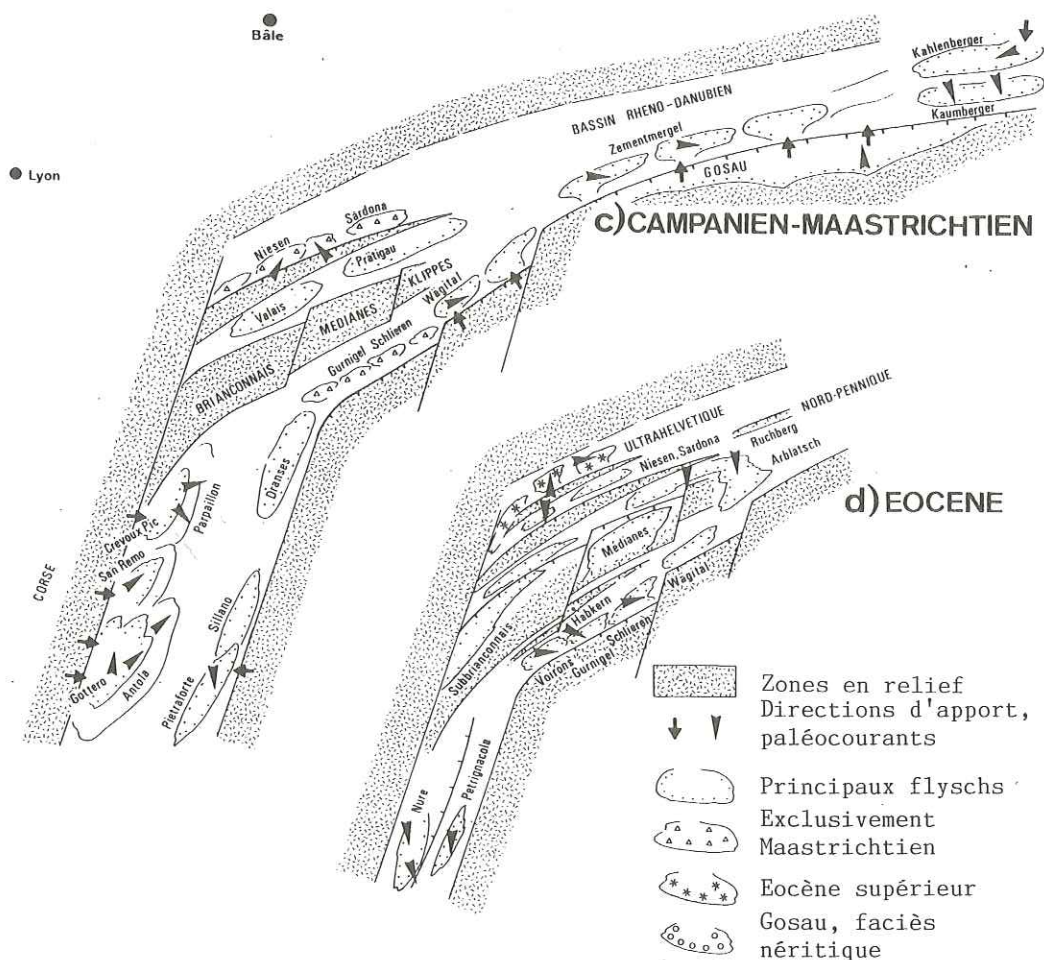 Bâle
Lyon
Kahlenberger
Kaumberger
BASSIN RHENO-DANUBIEN
Zementmergel
GOSAU
c) CAMPANIEN-MAASTRICHTIEN
Sardona
Niesen
Prätigau
KLIPPES
Wägital
Valais
MEDIANES
BRIANCONNAIS
Gurnigel Schlieren
Dranses
Parpaillon
Crevoux Pic
San Remo
CORSE
Sillano
Gottero
Antola
Pietraforte
NORD-PENNIQUE
ULTRAHELVETIQUE
Ruchberg
Niesen. Sardona
Arblatsch
d) EOCENE
Medianes
Wägital
Habkern
Schlieren
Subbrianconnais
Voirons
Gurnigel
Petrignacola
Nure
Zones en relief
Directions d'apport,
paléocourants
Principaux flyschs
Exclusivement
Maastrichtien
Eocène supérieur
Gosau, faciès
néritique